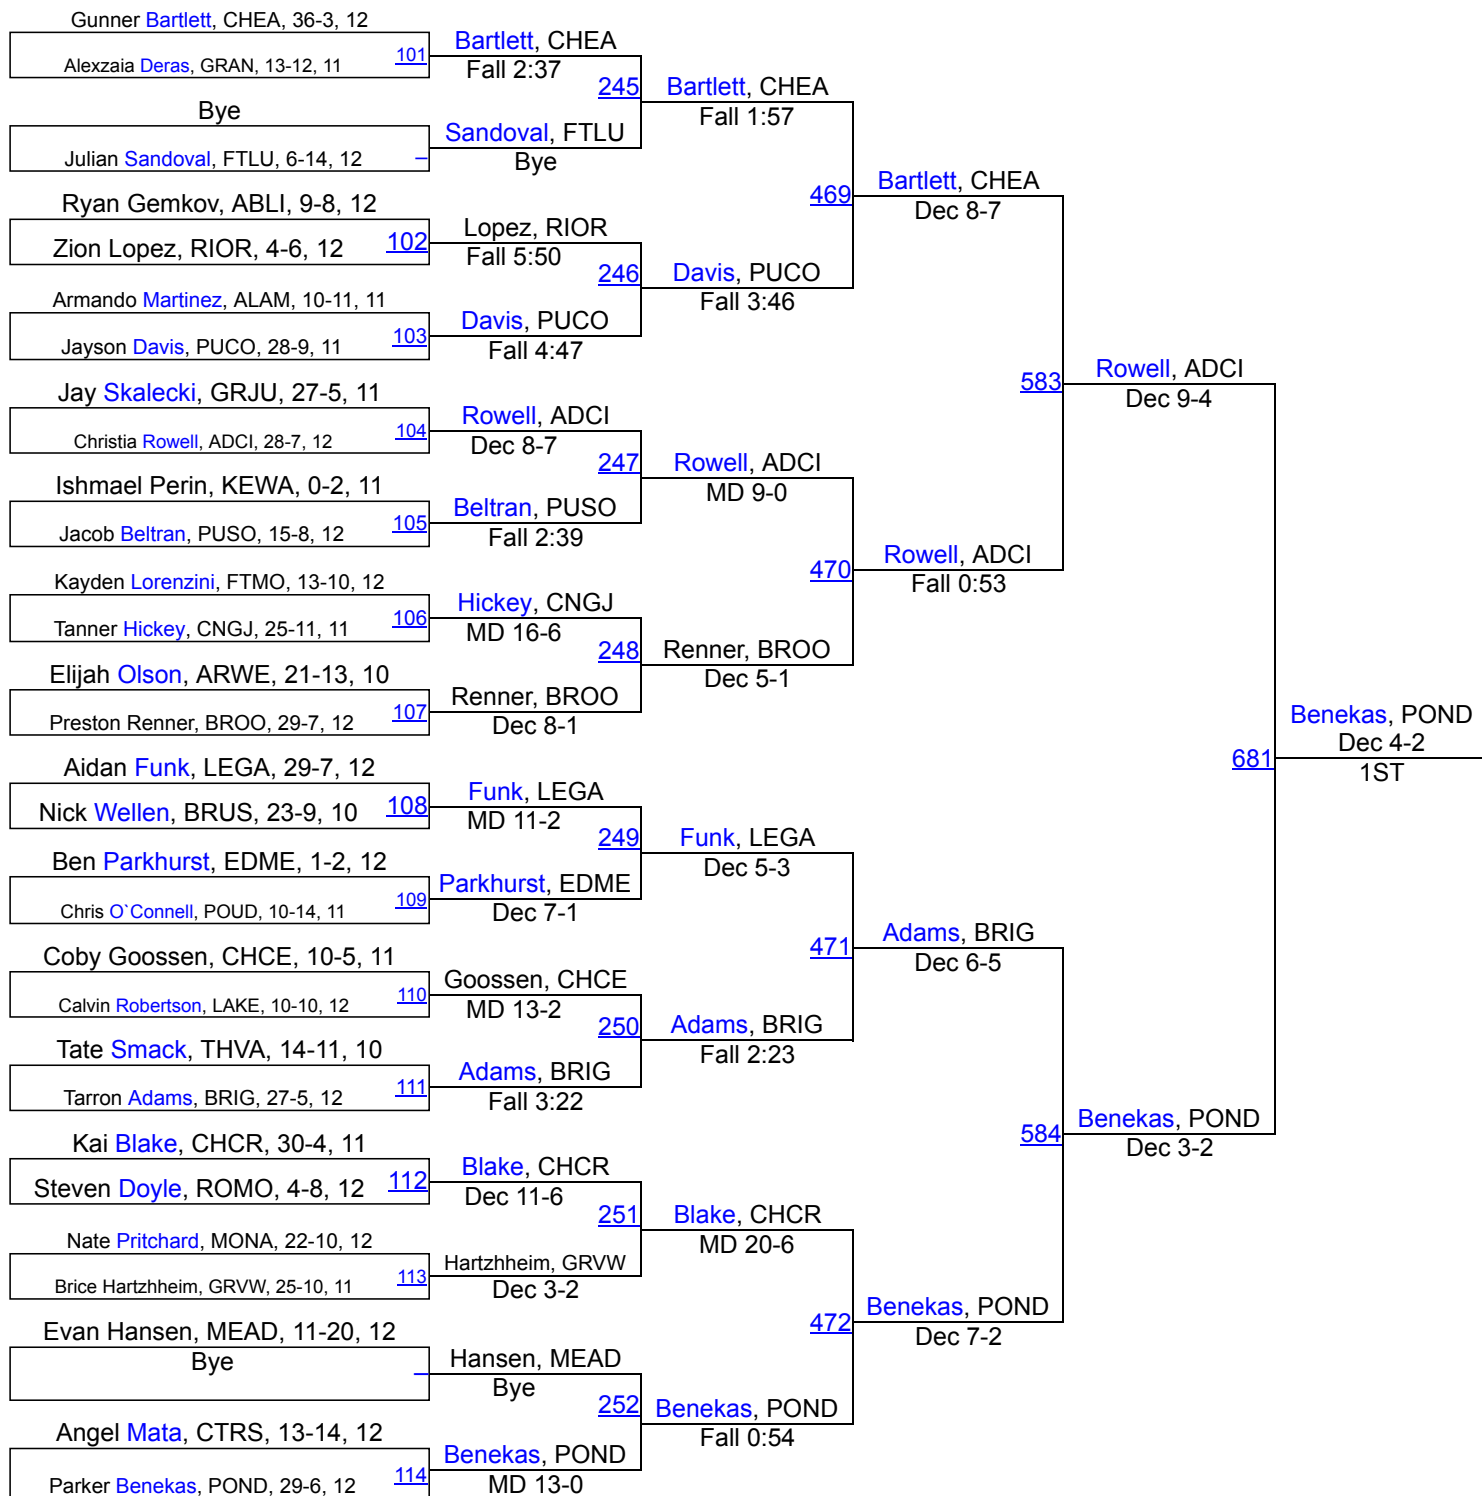 Gunner Bartlett, CHEA, 36-3, 12
Alexzaia Deras, GRAN, 13-12, 11
101
Bartlett, CHEA
Fall 2:37
245
Bartlett, CHEA
Fall 1:57
Bye
Julian Sandoval, FTLU, 6-14, 12
–
Sandoval, FTLU
Bye
469
Bartlett, CHEA
Dec 8-7
Ryan Gemkov, ABLI, 9-8, 12
Zion Lopez, RIOR, 4-6, 12
102
Lopez, RIOR
Fall 5:50
246
Davis, PUCO
Fall 3:46
Armando Martinez, ALAM, 10-11, 11
Jayson Davis, PUCO, 28-9, 11
103
Davis, PUCO
Fall 4:47
583
Rowell, ADCI
Dec 9-4
Jay Skalecki, GRJU, 27-5, 11
Christia Rowell, ADCI, 28-7, 12
104
Rowell, ADCI
Dec 8-7
247
Rowell, ADCI
MD 9-0
Ishmael Perin, KEWA, 0-2, 11
Jacob Beltran, PUSO, 15-8, 12
105
Beltran, PUSO
Fall 2:39
470
Rowell, ADCI
Fall 0:53
Kayden Lorenzini, FTMO, 13-10, 12
Tanner Hickey, CNGJ, 25-11, 11
106
Hickey, CNGJ
MD 16-6
248
Renner, BROO
Dec 5-1
Elijah Olson, ARWE, 21-13, 10
Preston Renner, BROO, 29-7, 12
107
Renner, BROO
Dec 8-1
681
Benekas, POND
Dec 4-2
1ST
Aidan Funk, LEGA, 29-7, 12
Nick Wellen, BRUS, 23-9, 10
108
Funk, LEGA
MD 11-2
249
Funk, LEGA
Dec 5-3
Ben Parkhurst, EDME, 1-2, 12
Chris O`Connell, POUD, 10-14, 11
109
Parkhurst, EDME
Dec 7-1
471
Adams, BRIG
Dec 6-5
Coby Goossen, CHCE, 10-5, 11
Calvin Robertson, LAKE, 10-10, 12
110
Goossen, CHCE
MD 13-2
250
Adams, BRIG
Fall 2:23
Tate Smack, THVA, 14-11, 10
Tarron Adams, BRIG, 27-5, 12
111
Adams, BRIG
Fall 3:22
584
Benekas, POND
Dec 3-2
Kai Blake, CHCR, 30-4, 11
Steven Doyle, ROMO, 4-8, 12
112
Blake, CHCR
Dec 11-6
251
Blake, CHCR
MD 20-6
Nate Pritchard, MONA, 22-10, 12
Brice Hartzhheim, GRVW, 25-10, 11
113
Hartzhheim, GRVW
Dec 3-2
472
Benekas, POND
Dec 7-2
Evan Hansen, MEAD, 11-20, 12
Bye
–
Hansen, MEAD
Bye
252
Benekas, POND
Fall 0:54
Angel Mata, CTRS, 13-14, 12
Parker Benekas, POND, 29-6, 12
114
Benekas, POND
MD 13-0